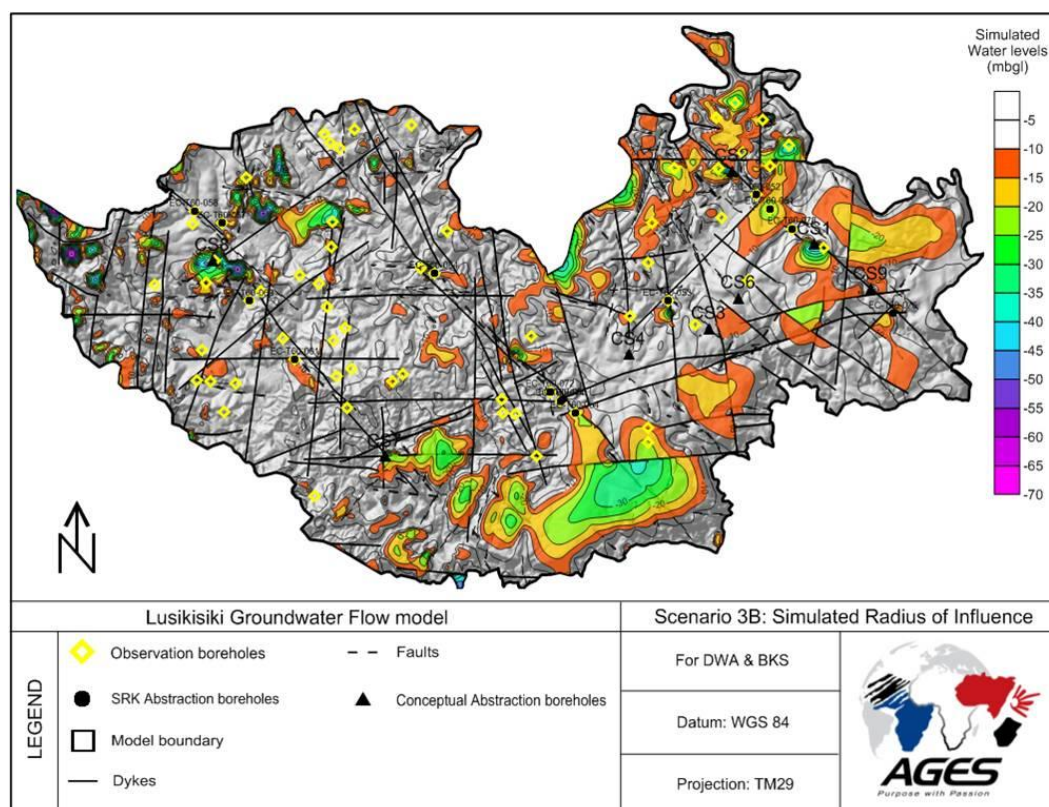 Simulated
Water levels
(mbgl)
-5
-10
-15
-20
-25
-30
-35
-40
-45
-50
-55
-60
-65
-70
CS1
CS9
CS6
CS3
CS4
N
Lusikisiki Groundwater Flow model
Scenario 3B: Simulated Radius of Influence
LEGEND
Observation boreholes
Faults
SRK Abstraction boreholes
Conceptual Abstraction boreholes
Model boundary
Dykes
For DWA & BKS
Datum: WGS 84
Projection: TM29
AGES
Purpose with Passion